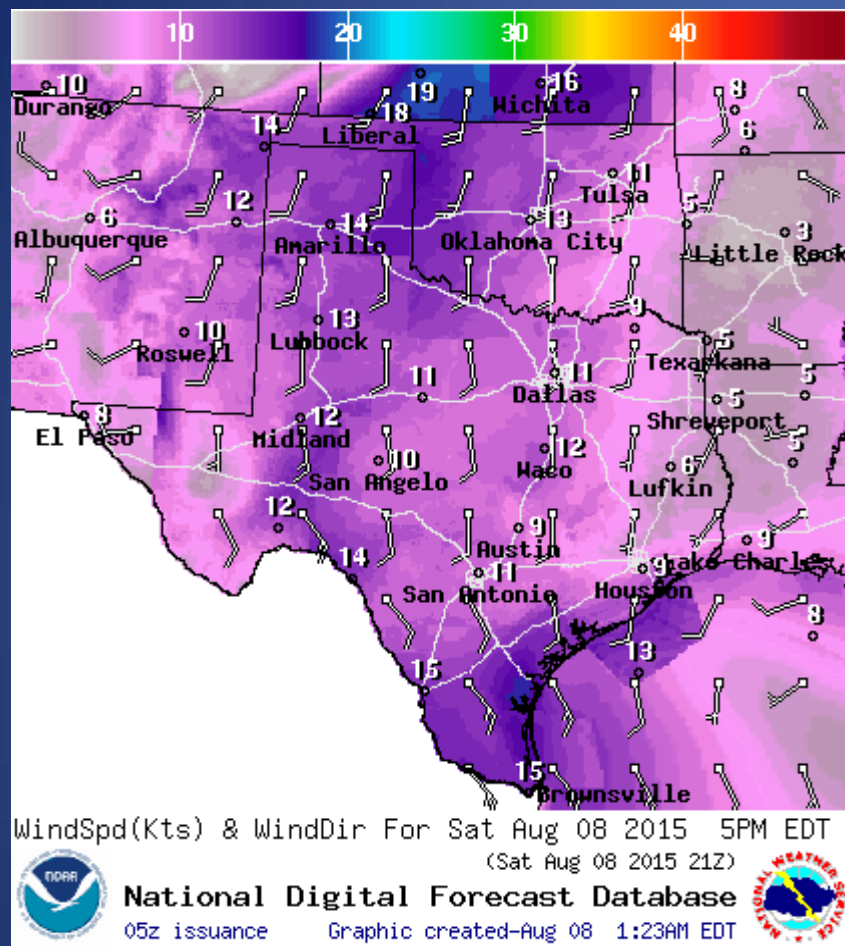 10 20 30 40
10 19 16 8
Durango Wichita
18
Liberal
14 6
11
Tulsa
6 12 14 13 5 3
Albuquerque Amarillo Oklahoma City Little Rock
10 13 9
Roswell Lubbock 5
Texarkana
11 11 5
Dallas
8 12 5
El Paso Midland Shreveport
10 12 6 5
San Angelo Waco Lufkin
12 9 9
Austin Lake Charles
14 11 9
San Antonio Houston
8
13
15
15
Brownsville
WindSpd(Kts) & WindDir For Sat Aug 08 2015 5PM EDT
(Sat Aug 08 2015 21Z)
NOAA
National Digital Forecast Database
05z issuance Graphic created-Aug 08 1:23AM EDT
NATIONAL WEATHER SERVICE